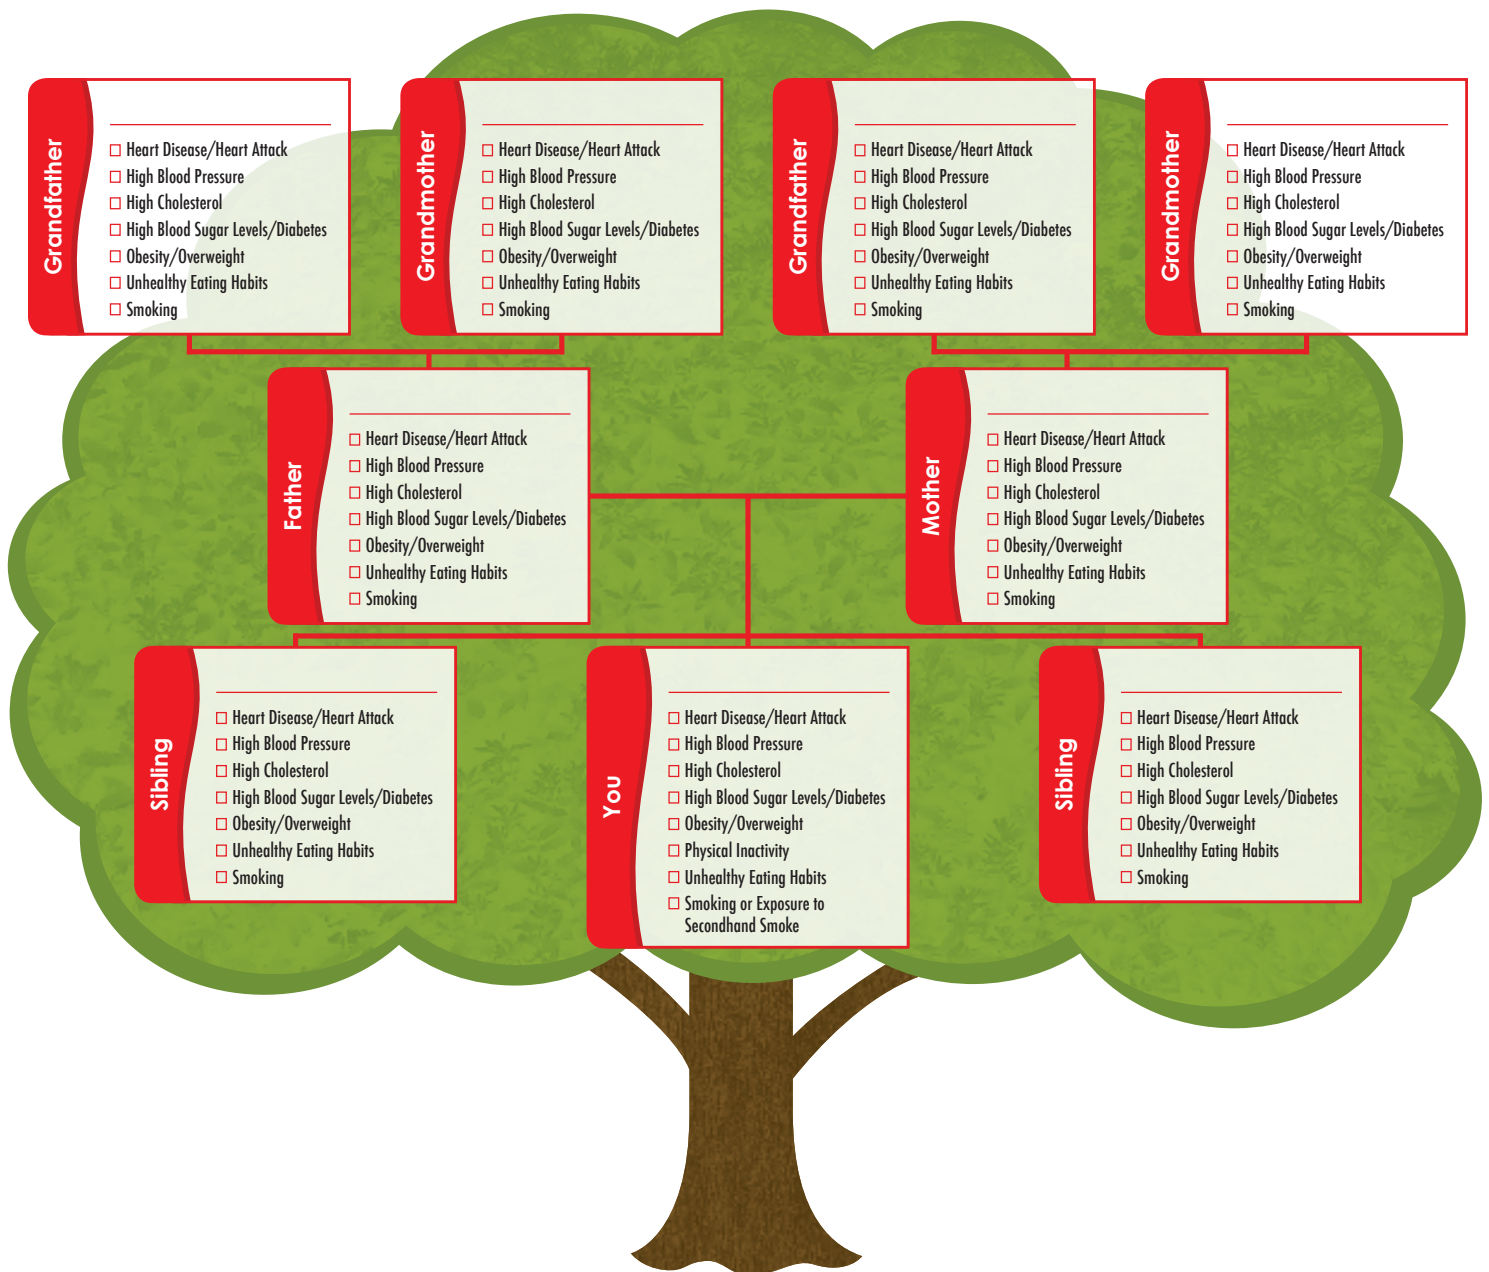 Grandfather
☐ Heart Disease/Heart Attack
☐ High Blood Pressure
☐ High Cholesterol
☐ High Blood Sugar Levels/Diabetes
☐ Obesity/Overweight
☐ Unhealthy Eating Habits
☐ Smoking
Grandmother
☐ Heart Disease/Heart Attack
☐ High Blood Pressure
☐ High Cholesterol
☐ High Blood Sugar Levels/Diabetes
☐ Obesity/Overweight
☐ Unhealthy Eating Habits
☐ Smoking
Grandfather
☐ Heart Disease/Heart Attack
☐ High Blood Pressure
☐ High Cholesterol
☐ High Blood Sugar Levels/Diabetes
☐ Obesity/Overweight
☐ Unhealthy Eating Habits
☐ Smoking
Grandmother
☐ Heart Disease/Heart Attack
☐ High Blood Pressure
☐ High Cholesterol
☐ High Blood Sugar Levels/Diabetes
☐ Obesity/Overweight
☐ Unhealthy Eating Habits
☐ Smoking
Father
☐ Heart Disease/Heart Attack
☐ High Blood Pressure
☐ High Cholesterol
☐ High Blood Sugar Levels/Diabetes
☐ Obesity/Overweight
☐ Unhealthy Eating Habits
☐ Smoking
Mother
☐ Heart Disease/Heart Attack
☐ High Blood Pressure
☐ High Cholesterol
☐ High Blood Sugar Levels/Diabetes
☐ Obesity/Overweight
☐ Unhealthy Eating Habits
☐ Smoking
Sibling
☐ Heart Disease/Heart Attack
☐ High Blood Pressure
☐ High Cholesterol
☐ High Blood Sugar Levels/Diabetes
☐ Obesity/Overweight
☐ Unhealthy Eating Habits
☐ Smoking
You
☐ Heart Disease/Heart Attack
☐ High Blood Pressure
☐ High Cholesterol
☐ High Blood Sugar Levels/Diabetes
☐ Obesity/Overweight
☐ Physical Inactivity
☐ Unhealthy Eating Habits
☐ Smoking or Exposure to
Secondhand Smoke
Sibling
☐ Heart Disease/Heart Attack
☐ High Blood Pressure
☐ High Cholesterol
☐ High Blood Sugar Levels/Diabetes
☐ Obesity/Overweight
☐ Unhealthy Eating Habits
☐ Smoking